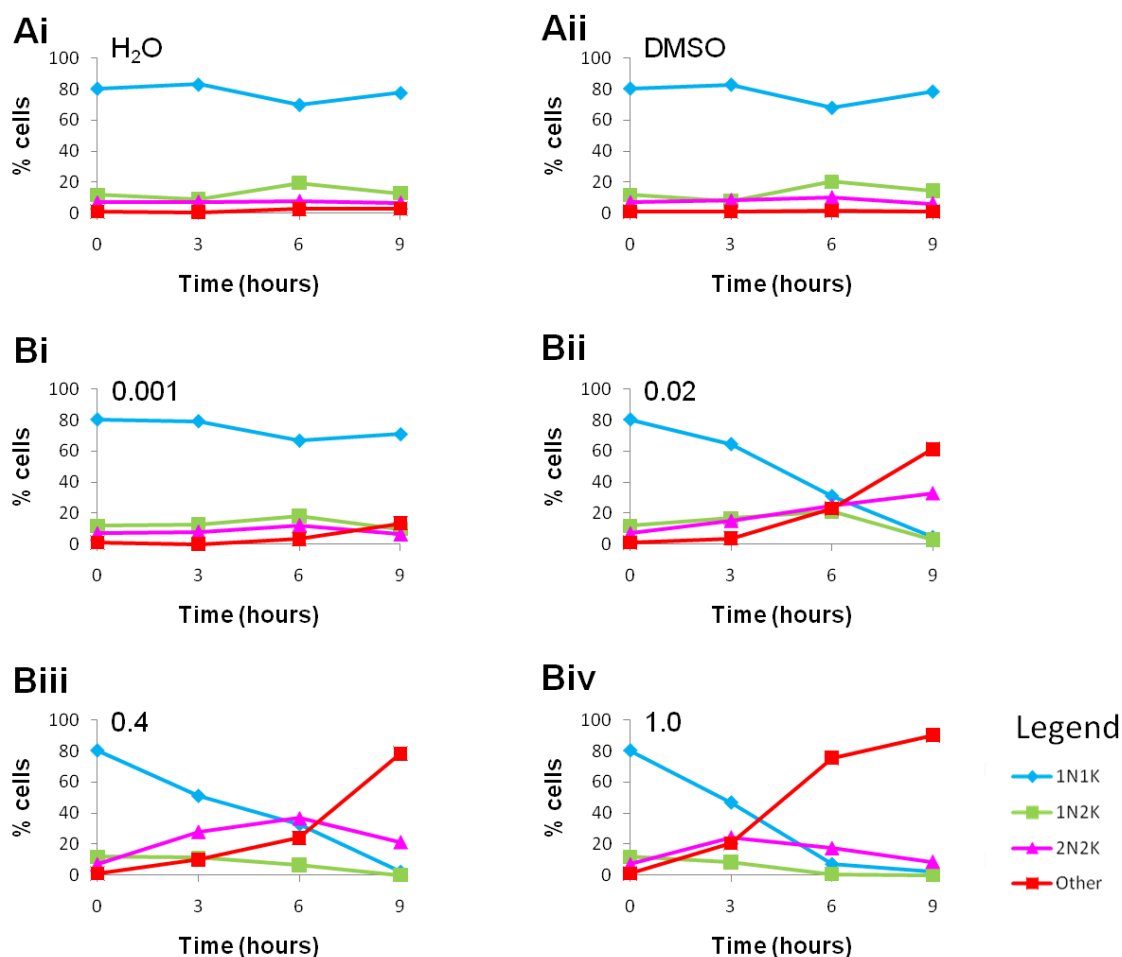 Ai
H₂O
100
80
60
40
20
0
% cells
0 3 6 9
Time (hours)
Aii
DMSO
100
80
60
40
20
0
% cells
0 3 6 9
Time (hours)
Bi
0.001
100
80
60
40
20
0
% cells
0 3 6 9
Time (hours)
Bii
0.02
100
80
60
40
20
0
% cells
0 3 6 9
Time (hours)
Biii
0.4
100
80
60
40
20
0
% cells
0 3 6 9
Time (hours)
Biv
1.0
100
80
60
40
20
0
% cells
0 3 6 9
Time (hours)
Legend
1N1K
1N2K
2N2K
Other